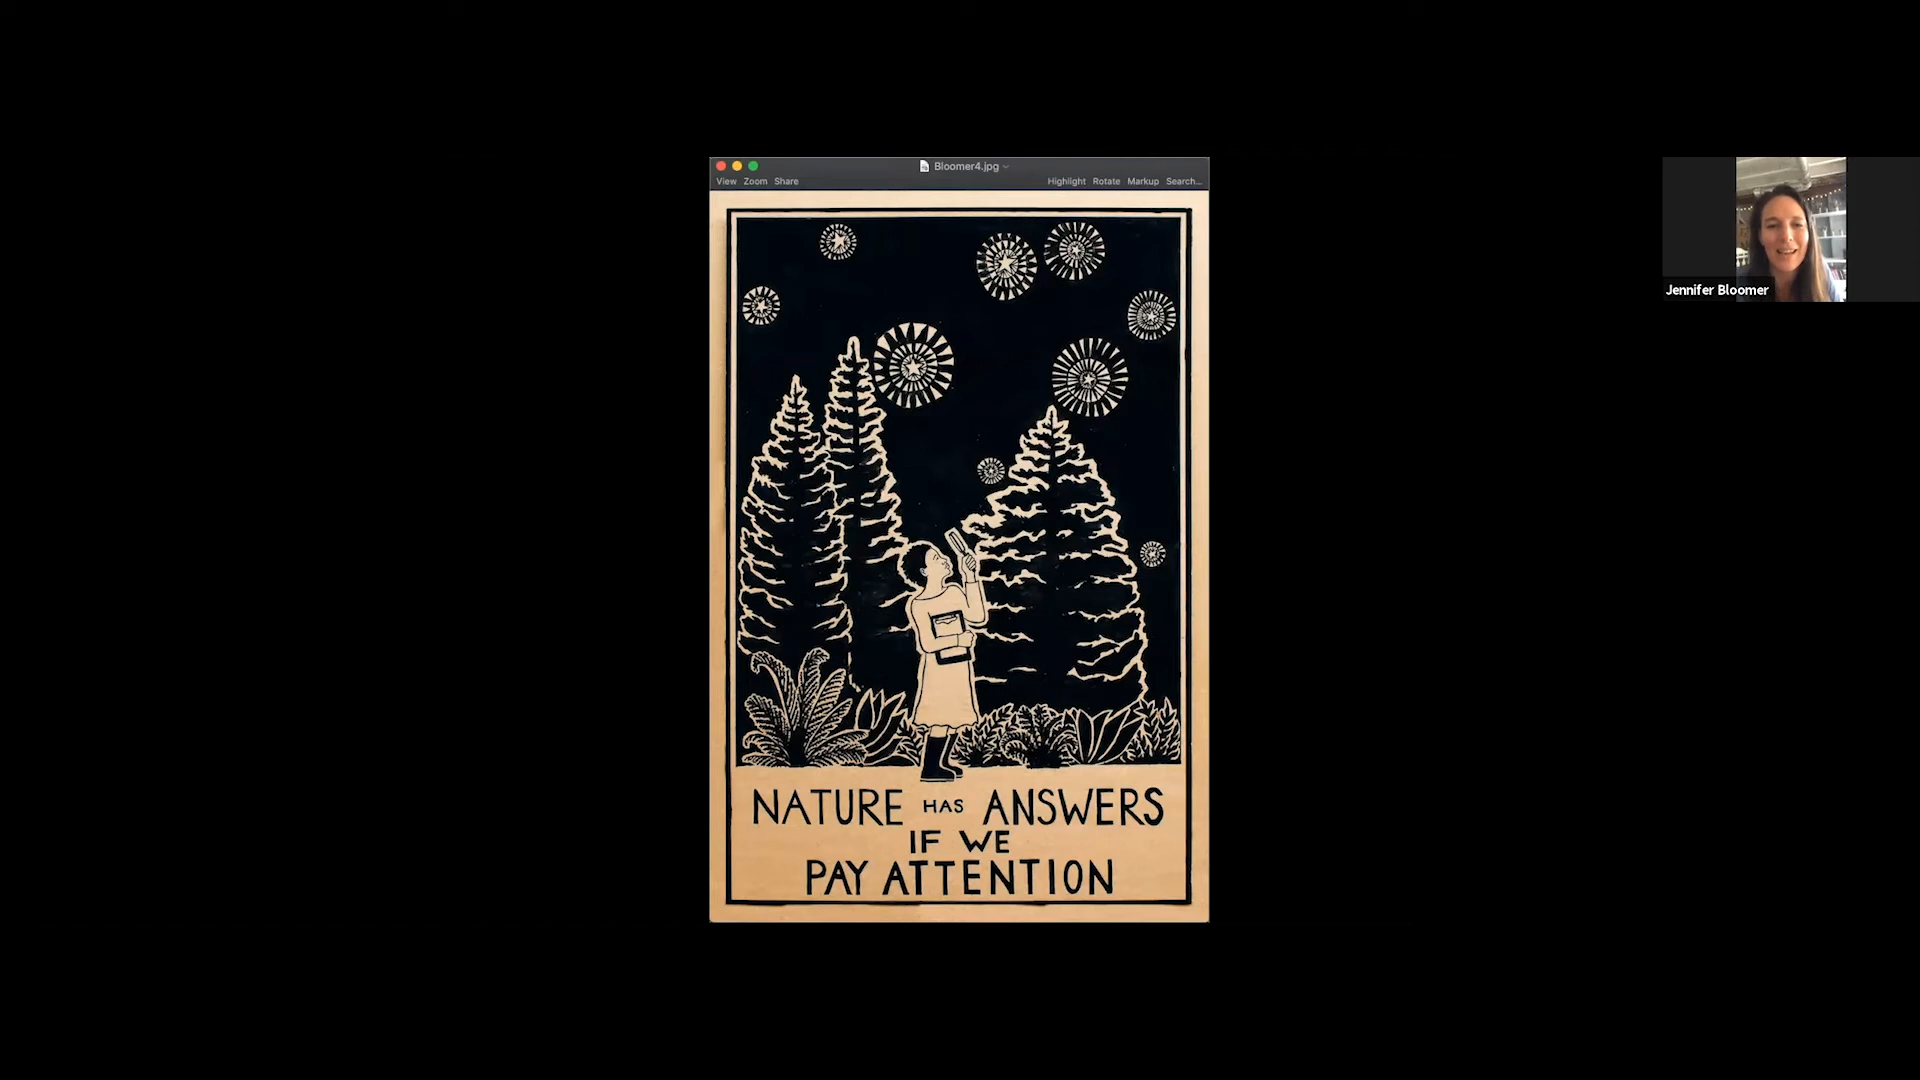 Bloomer4.jpg
View Zoom Share
Highlight Rotate Markup Search...
Jennifer Bloomer
NATURE HAS ANSWERS
IF WE
PAY ATTENTION